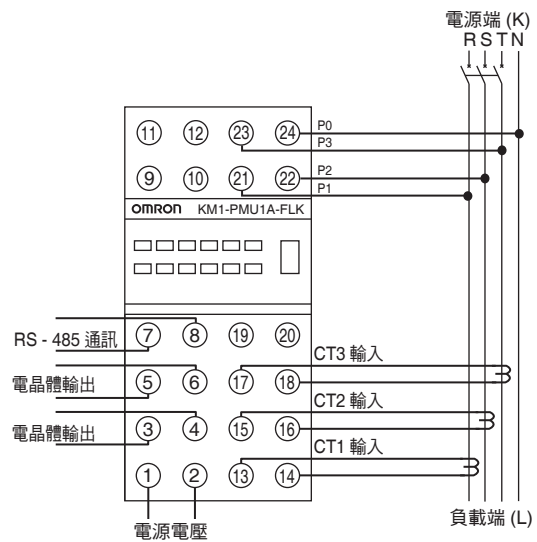 電源端 (K)
R S T N
⑪ ⑫ ㉓ ㉔ P0
P3
⑨ ⑩ ㉑ ㉒ P2
P1
OMRON KM1-PMU1A-FLK
RS - 485 通訊 ⑦ ⑧ ⑲ ⑳
CT3 輸入
電晶體輸出 ⑤ ⑥ ⑰ ⑱
CT2 輸入
電晶體輸出 ③ ④ ⑮ ⑯
CT1 輸入
① ② ⑬ ⑭
電源電壓
負載端 (L)